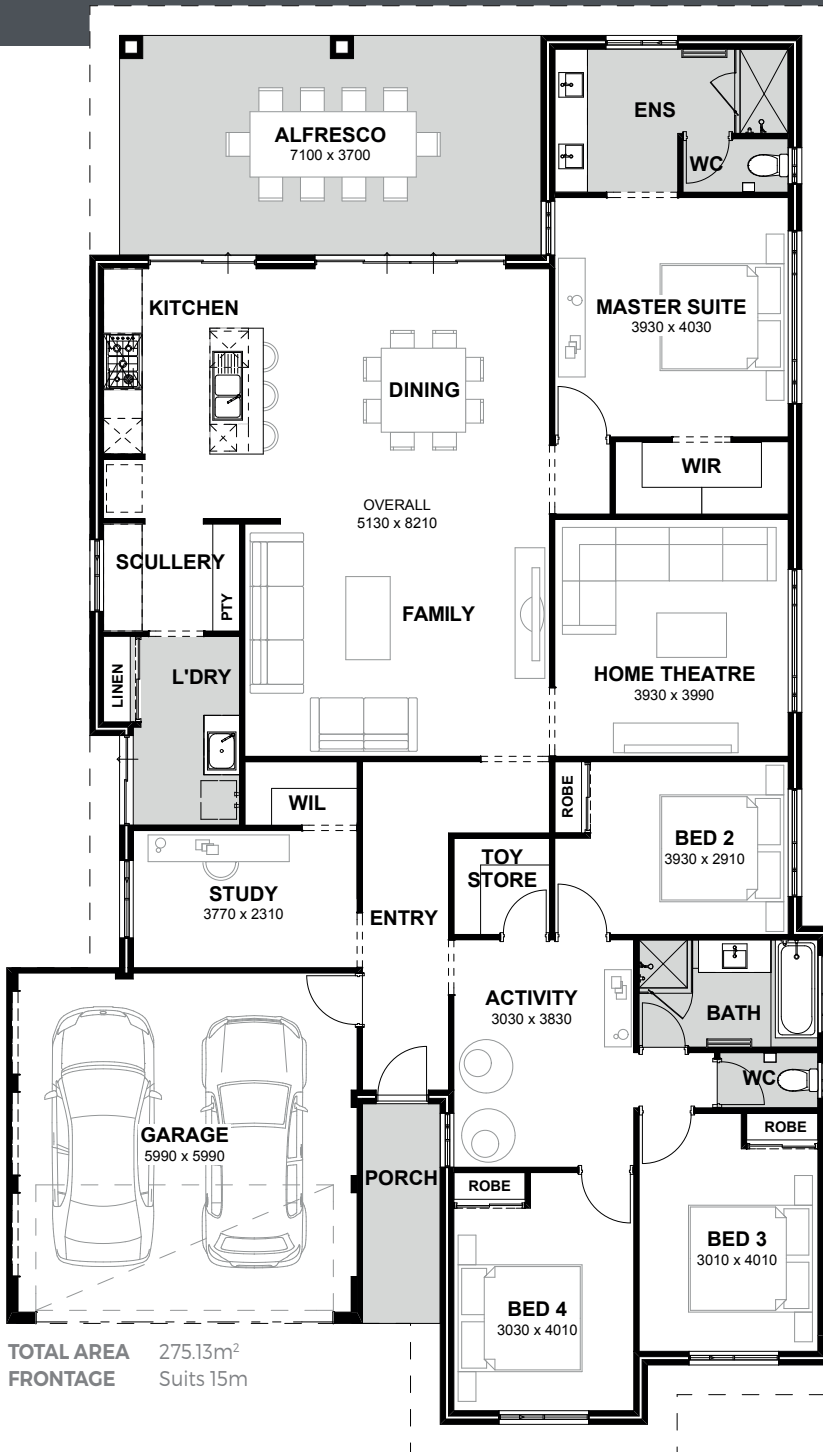 ENS
ALFRESCO
7100 x 3700
WC
KITCHEN
MASTER SUITE
3930 x 4030
DINING
WIR
OVERALL
5130 x 8210
SCULLERY
PTY
FAMILY
LINEN
L'DRY
HOME THEATRE
3930 x 3990
WIL
ROBE
BED 2
3930 x 2910
TOY
STORE
STUDY
3770 x 2310
ENTRY
ACTIVITY
3030 x 3830
BATH
WC
GARAGE
5990 x 5990
ROBE
PORCH
ROBE
BED 3
3010 x 4010
BED 4
3030 x 4010
TOTAL AREA 275.13m²
FRONTAGE Suits 15m